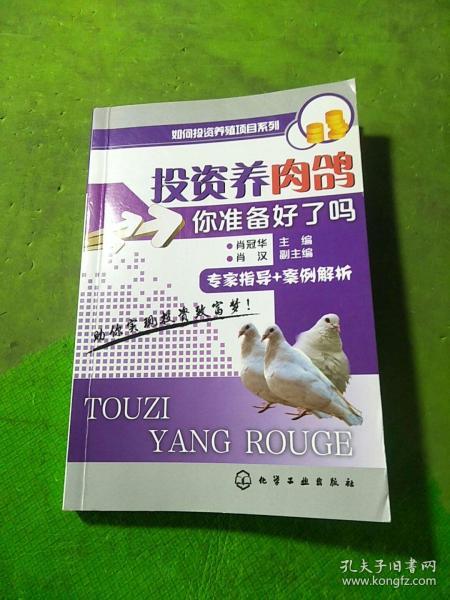 如何投资养殖项目系列
投资养肉鸽
你准备好了吗
肖冠华 主编
肖汉 副主编
专家指导+案例解析
助你实现投资致富梦!
TOUZI
YANG ROUGE
化学工业出版社
孔夫子旧书网
www.kongfz.com